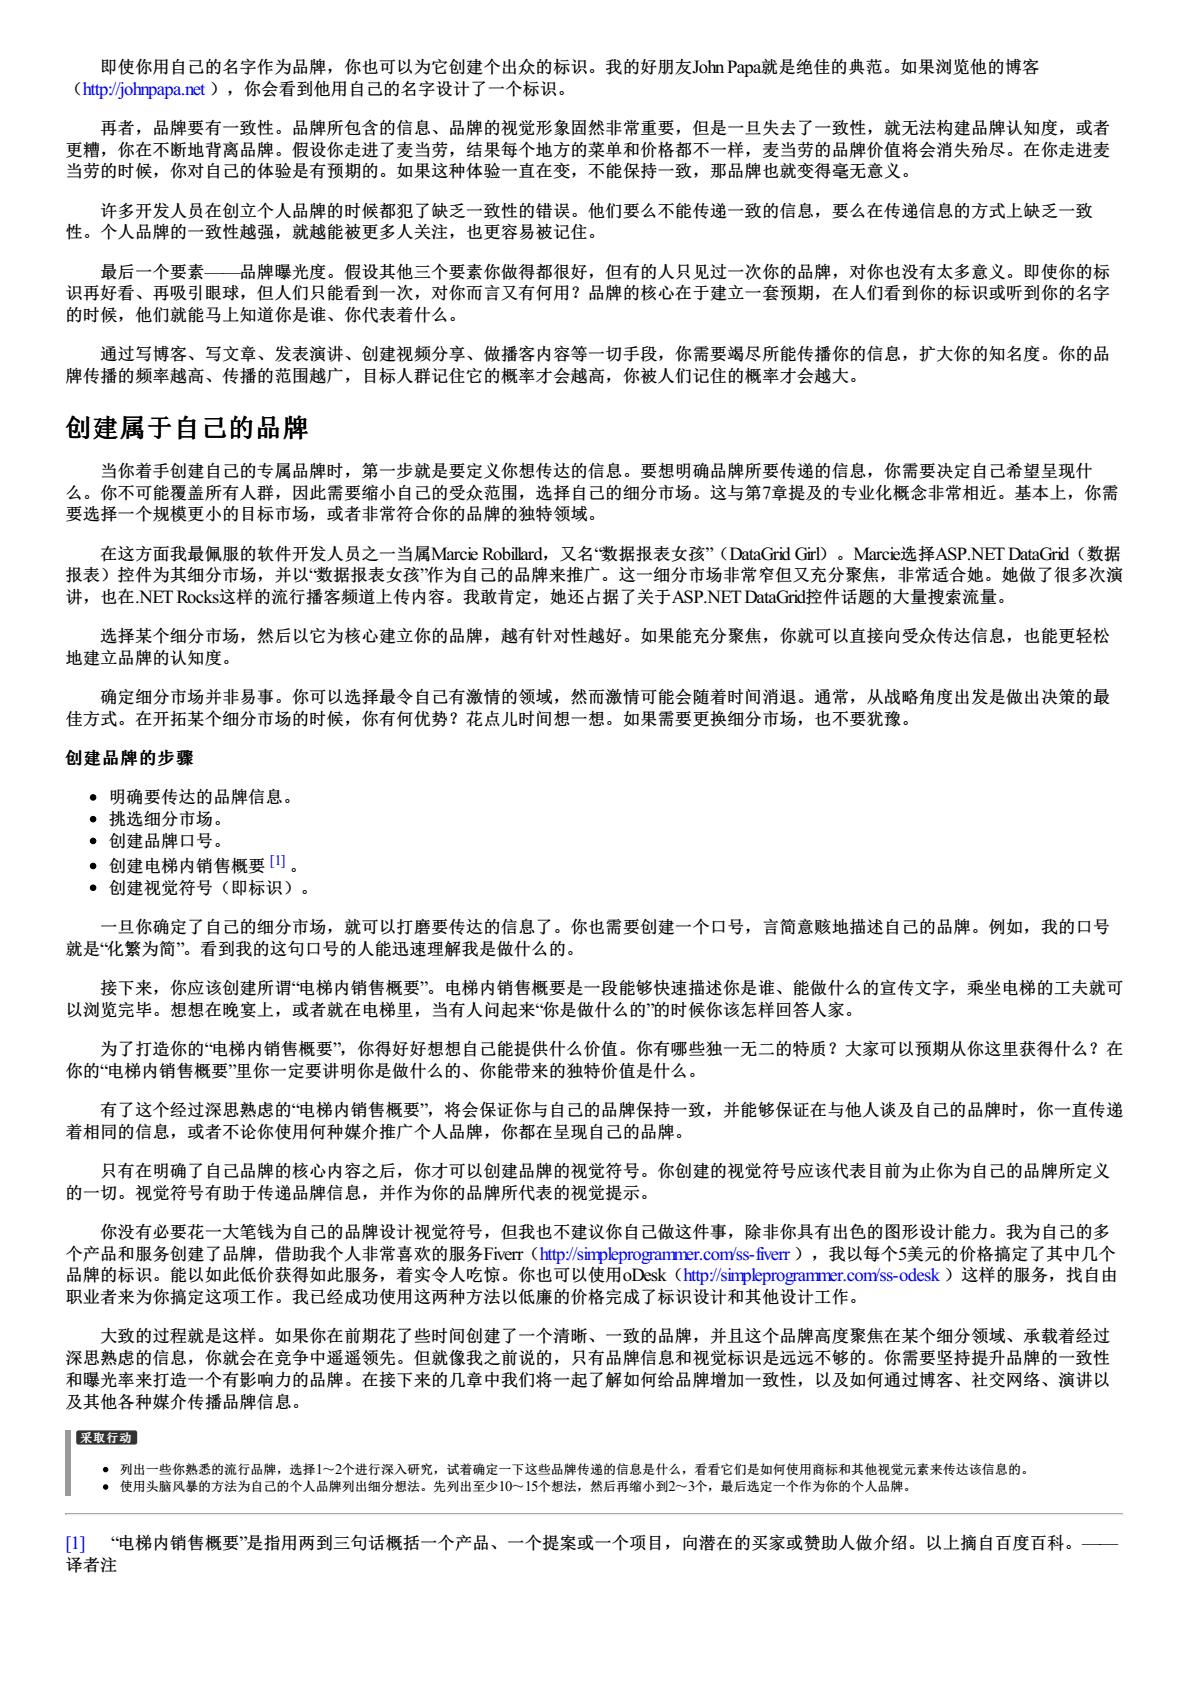 即使你用自己的名字作为品牌，你也可以为它创建个出众的标识。我的好朋友John Papa就是绝佳的典范。如果浏览他的博客
（http://johnpapa.net ），你会看到他用自己的名字设计了一个标识。
再者，品牌要有一致性。品牌所包含的信息、品牌的视觉形象固然非常重要，但是一旦失去了一致性，就无法构建品牌认知度，或者
更糟，你在不断地背离品牌。假设你走进了麦当劳，结果每个地方的菜单和价格都不一样，麦当劳的品牌价值将会消失殆尽。在你走进麦
当劳的时候，你对自己的体验是有预期的。如果这种体验一直在变，不能保持一致，那品牌也就变得毫无意义。
许多开发人员在创立个人品牌的时候都犯了缺乏一致性的错误。他们要么不能传递一致的信息，要么在传递信息的方式上缺乏一致
性。个人品牌的一致性越强，就越能被更多人关注，也更容易被记住。
最后一个要素——品牌曝光度。假设其他三个要素你做得都很好，但有的人只见过一次你的品牌，对你也没有太多意义。即使你的标
识再好看、再吸引眼球，但人们只能看到一次，对你而言又有何用？品牌的核心在于建立一套预期，在人们看到你的标识或听到你的名字
的时候，他们就能马上知道你是谁、你代表着什么。
通过写博客、写文章、发表演讲、创建视频分享、做播客内容等一切手段，你需要竭尽所能传播你的信息，扩大你的知名度。你的品
牌传播的频率越高、传播的范围越广，目标人群记住它的概率才会越高，你被人们记住的概率才会越大。
创建属于自己的品牌
当你着手创建自己的专属品牌时，第一步就是要定义你想传达的信息。要想明确品牌所要传递的信息，你需要决定自己希望呈现什
么。你不可能覆盖所有人群，因此需要缩小自己的受众范围，选择自己的细分市场。这与第7章提及的专业化概念非常相近。基本上，你需
要选择一个规模更小的目标市场，或者非常符合你的品牌的独特领域。
在这方面我最佩服的软件开发人员之一当属Marcie Robillard，又名“数据报表女孩”（DataGrid Girl）。Marcie选择ASP.NET DataGrid（数据
报表）控件为其细分市场，并以“数据报表女孩”作为自己的品牌来推广。这一细分市场非常窄但又充分聚焦，非常适合她。她做了很多次演
讲，也在.NET Rocks这样的流行播客频道上传内容。我敢肯定，她还占据了关于ASP.NET DataGrid控件话题的大量搜索流量。
选择某个细分市场，然后以它为核心建立你的品牌，越有针对性越好。如果能充分聚焦，你就可以直接向受众传达信息，也能更轻松
地建立品牌的认知度。
确定细分市场并非易事。你可以选择最令自己有激情的领域，然而激情可能会随着时间消退。通常，从战略角度出发是做出决策的最
佳方式。在开拓某个细分市场的时候，你有何优势？花点儿时间想一想。如果需要更换细分市场，也不要犹豫。
创建品牌的步骤
● 明确要传达的品牌信息。
● 挑选细分市场。
● 创建品牌口号。
● 创建电梯内销售概要 [1] 。
● 创建视觉符号（即标识）。
一旦你确定了自己的细分市场，就可以打磨要传达的信息了。你也需要创建一个口号，言简意赅地描述自己的品牌。例如，我的口号
就是“化繁为简”。看到我的这句口号的人能迅速理解我是做什么的。
接下来，你应该创建所谓“电梯内销售概要”。电梯内销售概要是一段能够快速描述你是谁、能做什么的宣传文字，乘坐电梯的工夫就可
以浏览完毕。想想在晚宴上，或者就在电梯里，当有人问起来“你是做什么的”的时候你该怎样回答人家。
为了打造你的“电梯内销售概要”，你得好好想想自己能提供什么价值。你有哪些独一无二的特质？大家可以预期从你这里获得什么？在
你的“电梯内销售概要”里你一定要讲明你是做什么的、你能带来的独特价值是什么。
有了这个经过深思熟虑的“电梯内销售概要”，将会保证你与自己的品牌保持一致，并能够保证在与他人谈及自己的品牌时，你一直传递
着相同的信息，或者不论你使用何种媒介推广个人品牌，你都在呈现自己的品牌。
只有在明确了自己品牌的核心内容之后，你才可以创建品牌的视觉符号。你创建的视觉符号应该代表目前为止你为自己的品牌所定义
的一切。视觉符号有助于传递品牌信息，并作为你的品牌所代表的视觉提示。
你没有必要花一大笔钱为自己的品牌设计视觉符号，但我也不建议你自己做这件事，除非你具有出色的图形设计能力。我为自己的多
个产品和服务创建了品牌，借助我个人非常喜欢的服务Fiverr（http://simpleprogrammer.com/ss-fiverr ），我以每个5美元的价格搞定了其中几个
品牌的标识。能以如此低价获得如此服务，着实令人吃惊。你也可以使用oDesk（http://simpleprogrammer.com/ss-odesk ）这样的服务，找自由
职业者来为你搞定这项工作。我已经成功使用这两种方法以低廉的价格完成了标识设计和其他设计工作。
大致的过程就是这样。如果你在前期花了些时间创建了一个清晰、一致的品牌，并且这个品牌高度聚焦在某个细分领域、承载着经过
深思熟虑的信息，你就会在竞争中遥遥领先。但就像我之前说的，只有品牌信息和视觉标识是远远不够的。你需要坚持提升品牌的一致性
和曝光率来打造一个有影响力的品牌。在接下来的几章中我们将一起了解如何给品牌增加一致性，以及如何通过博客、社交网络、演讲以
及其他各种媒介传播品牌信息。
采取行动
● 列出一些你熟悉的流行品牌，选择1～2个进行深入研究，试着确定一下这些品牌传递的信息是什么，看看它们是如何使用商标和其他视觉元素来传达该信息的。
● 使用头脑风暴的方法为自己的个人品牌列出细分想法。先列出至少10～15个想法，然后再缩小到2～3个，最后选定一个作为你的个人品牌。
[1] “电梯内销售概要”是指用两到三句话概括一个产品、一个提案或一个项目，向潜在的买家或赞助人做介绍。以上摘自百度百科。——
译者注